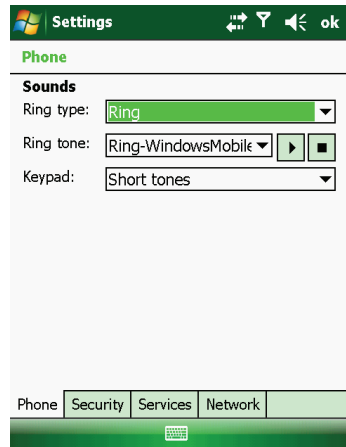 Settings ok
Phone
Sounds
Ring type: Ring
Ring tone: Ring-WindowsMobile
Keypad: Short tones
Phone Security Services Network